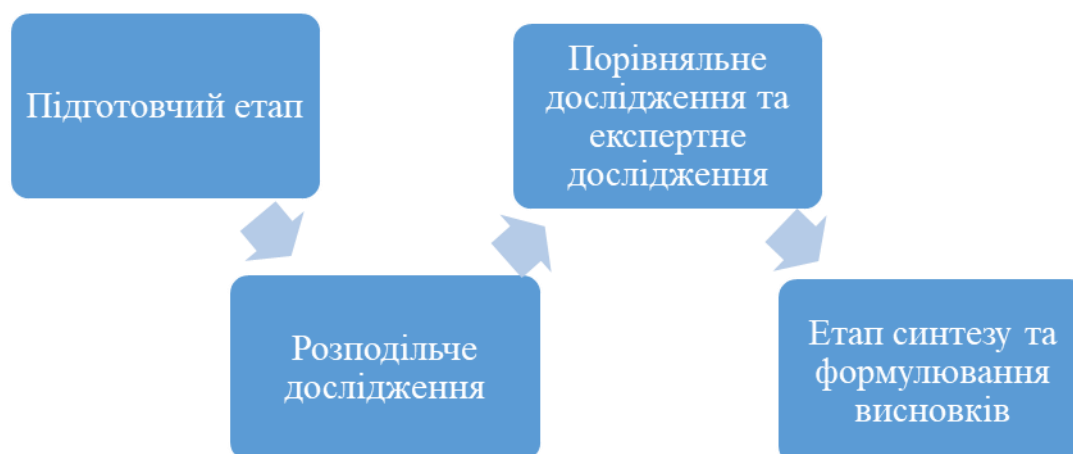 Підготовчий етап
Розподільче
дослідження
Порівняльне
дослідження та
експертне
дослідження
Етап синтезу та
формулювання
висновків